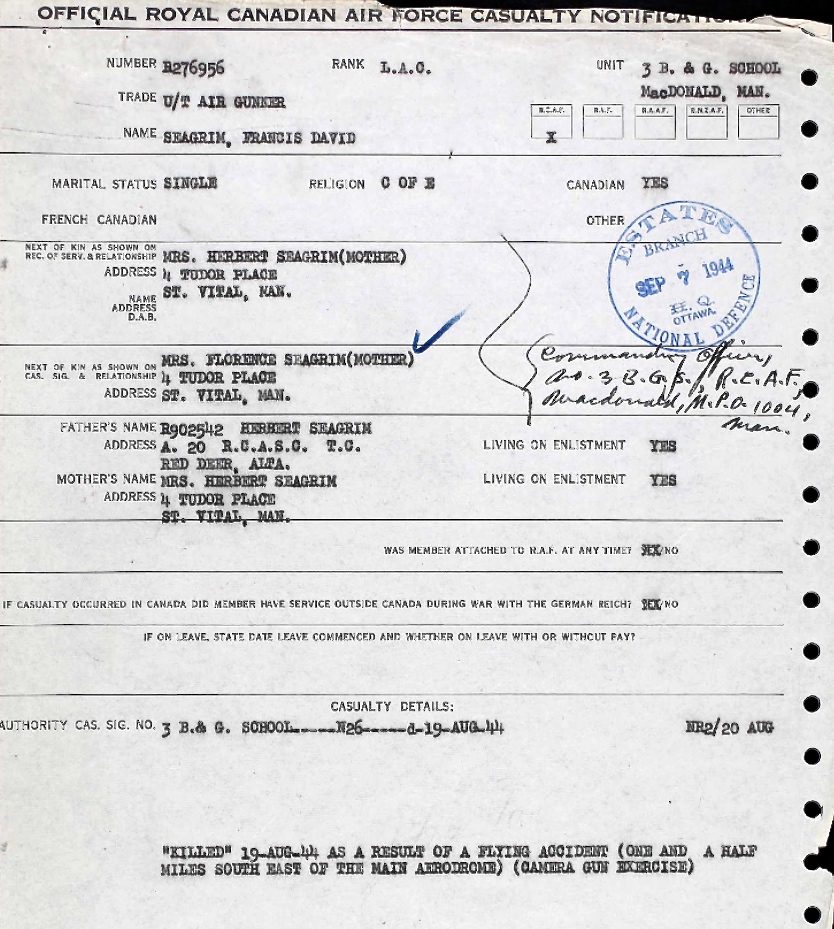 OFFICIAL ROYAL CANADIAN AIR FORCE CASUALTY NOTIFICATION
NUMBER R276956 RANK L.A.C. UNIT 3 B. & G. SCHOOL
MacDONALD, MAN.
TRADE U/T AIR GUNNER
R.C.A.F. R.A.F. R.A.A.F. R.N.Z.A.F. OTHER
NAME SEAGRIM, FRANCIS DAVID X
MARITAL STATUS SINGLE RELIGION C OF E CANADIAN YES
FRENCH CANADIAN OTHER
ESTATES
BRANCH
SEP 7 1944
H. Q.
OTTAWA.
NATIONAL DEFENCE
NEXT OF KIN AS SHOWN ON
REC. OF SERV. & RELATIONSHIP MRS. HERBERT SEAGRIM(MOTHER)
ADDRESS 4 TUDOR PLACE
ST. VITAL, MAN.
NAME
ADDRESS
D.A.B.
NEXT OF KIN AS SHOWN ON
CAS. SIG. & RELATIONSHIP MRS. FLORENCE SEAGRIM(MOTHER)
4 TUDOR PLACE
ADDRESS ST. VITAL, MAN.
Commanding Officer,
No. 3 B.G.S., R.C.A.F.,
Macdonald, M.P.O. 1004,
Man.
FATHER'S NAME R902542 HERBERT SEAGRIM
ADDRESS A. 20 R.C.A.S.C. T.C. LIVING ON ENLISTMENT YES
RED DEER, ALTA.
MOTHER'S NAME MRS. HERBERT SEAGRIM LIVING ON ENLISTMENT YES
ADDRESS 4 TUDOR PLACE
ST. VITAL, MAN.
WAS MEMBER ATTACHED TO R.A.F. AT ANY TIME? YES/NO
IF CASUALTY OCCURRED IN CANADA DID MEMBER HAVE SERVICE OUTSIDE CANADA DURING WAR WITH THE GERMAN REICH? YES/NO
IF ON LEAVE, STATE DATE LEAVE COMMENCED AND WHETHER ON LEAVE WITH OR WITHOUT PAY?
CASUALTY DETAILS:
AUTHORITY CAS. SIG. NO. 3 B.& G. SCHOOL-----N26-----d-19-AUG-44 NR2/20 AUG
"KILLED" 19-AUG-44 AS A RESULT OF A FLYING ACCIDENT (ONE AND A HALF
MILES SOUTH EAST OF THE MAIN AERODROME) (CAMERA GUN EXERCISE)